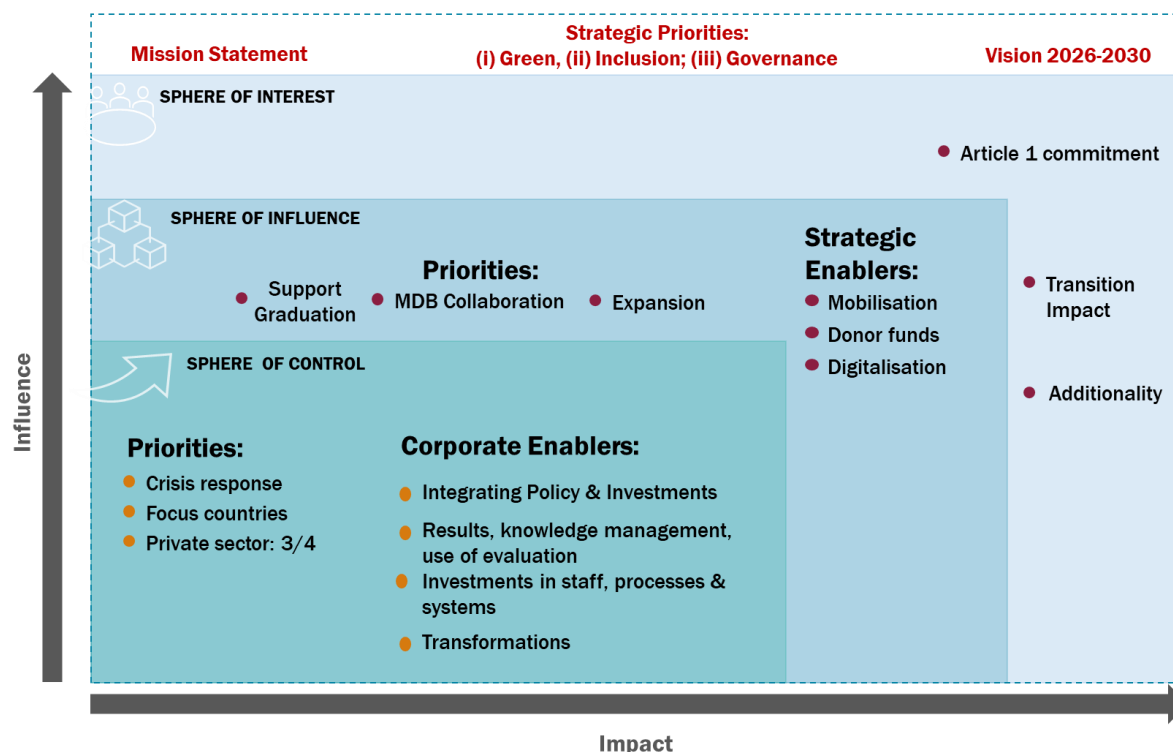 Mission Statement
Strategic Priorities:
(i) Green, (ii) Inclusion; (iii) Governance
Vision 2026-2030
SPHERE OF INTEREST
Article 1 commitment
SPHERE OF INFLUENCE
Priorities:
Support
Graduation
MDB Collaboration
Expansion
Strategic
Enablers:
Mobilisation
Donor funds
Digitalisation
Transition
Impact
Additionality
SPHERE OF CONTROL
Priorities:
Crisis response
Focus countries
Private sector: 3/4
Corporate Enablers:
Integrating Policy & Investments
Results, knowledge management,
use of evaluation
Investments in staff, processes &
systems
Transformations
Influence
Impact